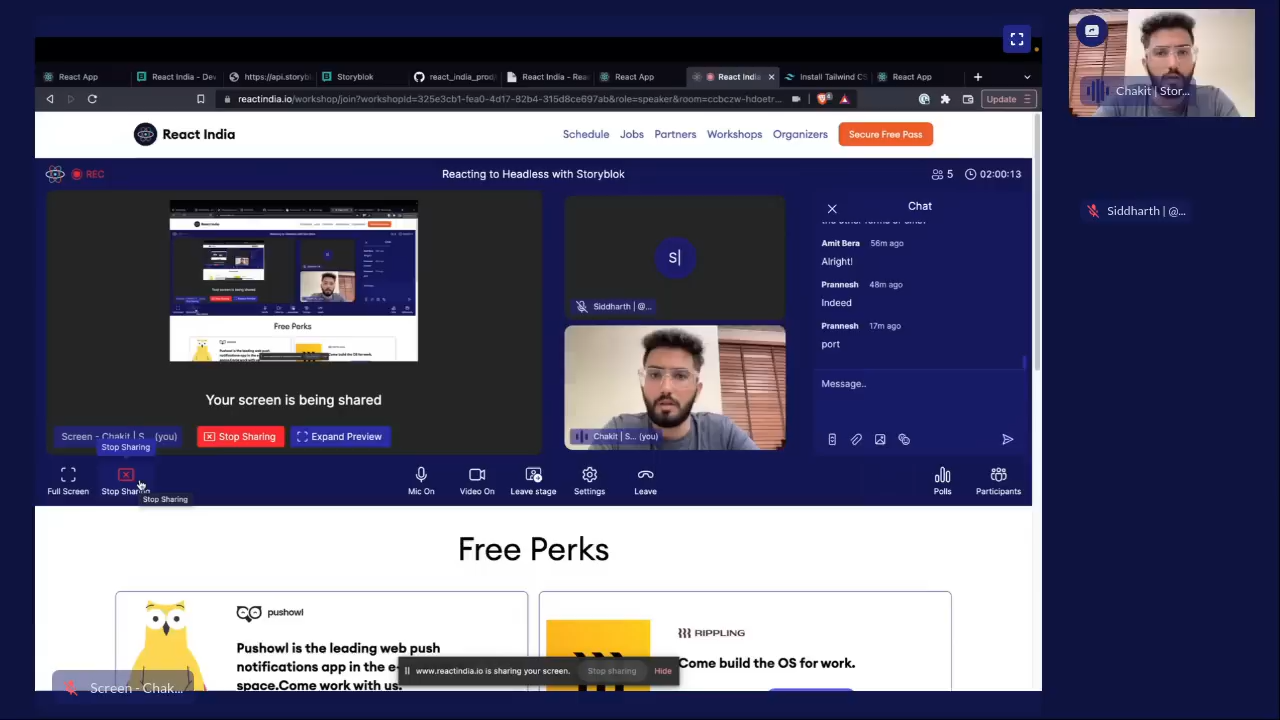 React App
React India - Dev
https://api.storybl
Storyblok
react_india_prod
React India - Rea
React App
React India
Install Tailwind CS
React App
reactindia.io/workshop/join?workshopId=325e3cb1-fea0-4d17-82b4-315d8ce697ab&role=speaker&room=ccbczw-hdoetr...
Update
React India
Schedule
Jobs
Partners
Workshops
Organizers
Secure Free Pass
REC
Reacting to Headless with Storyblok
5
02:00:13
Your screen is being shared
Screen - Chakit | S... (you)
Stop Sharing
Expand Preview
Stop Sharing
S|
Siddharth | @...
Chakit | S... (you)
Chat
Amit Bera 56m ago
Alright!
Prannesh 48m ago
Indeed
Prannesh 17m ago
port
Message..
Full Screen
Stop Sharing
Stop Sharing
Mic On
Video On
Leave stage
Settings
Leave
Polls
Participants
Free Perks
Free Perks
pushowl
Pushowl is the leading web push
notifications app in the e-
space.Come work with us.
RIPPLING
Come build the OS for work.
www.reactindia.io is sharing your screen.
Stop sharing
Hide
Screen - Chak...
Chakit | Stor...
Siddharth | @...